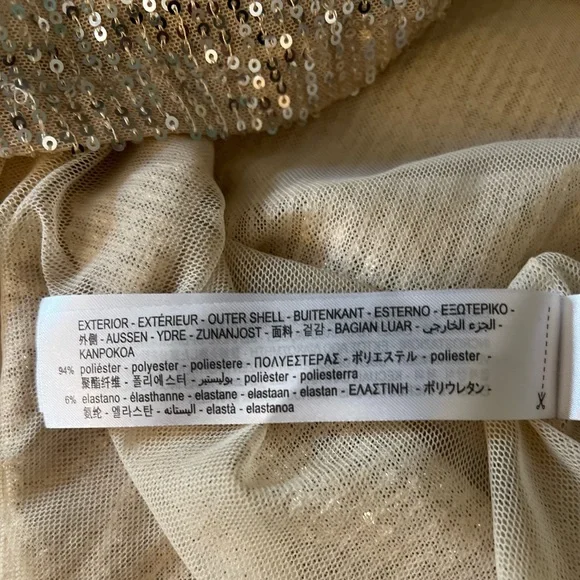 EXTERIOR - EXTÉRIEUR - OUTER SHELL - BUITENKANT - ESTERNO - ΕΞΩΤΕΡΙΚΟ -
外側 - AUSSEN - YDRE - ZUNANJOST - 面料 - 겉감 - BAGIAN LUAR - الجزء الخارجي -
KANPOKOA
94% poliéster - polyester - poliestere - ΠΟΛΥΕΣΤΕΡΑΣ - ポリエステル - poliester -
聚酯纤维 - 폴리에스터 - بوليستير - polièster - poliesterra
6% elastano - élasthanne - elastane - elastaan - elastan - ΕΛΑΣΤΙΝΗ - ポリウレタン -
氨纶 - 엘라스탄 - اليستانه - elastà - elastanoa